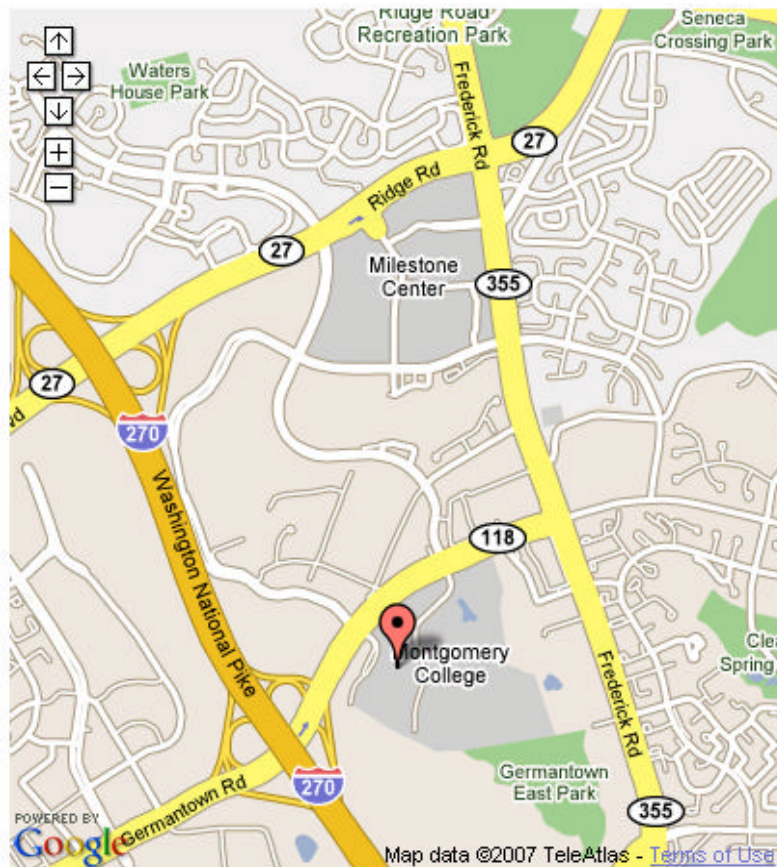 Ridge Road
Recreation Park
Seneca
Crossing Park
Waters
House Park
Frederick Rd
27
Ridge Rd
27
Milestone
Center
355
27
270
Washington National Pike
118
Montgomery
College
Frederick Rd
270
Germantown Rd
Germantown
East Park
355
POWERED BY
Google
Map data ©2007 TeleAtlas - Terms of Use